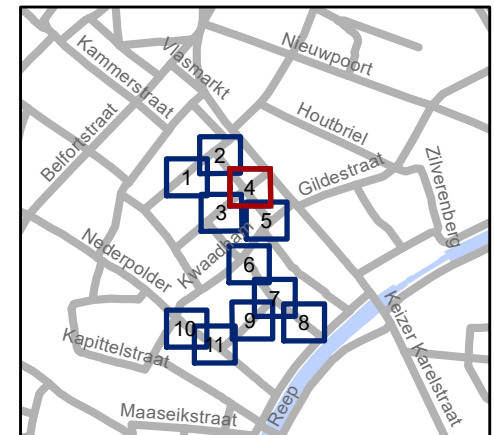 Nieuwpoort
Vlasmarkt
Kammerstraat
Houtbriel
Belfortstraat
Gildestraat
Zilverenberg
2
1
4
3
5
Kwaadham
Nederpolder
6
7
8
9
10
11
Keizer Karelstraat
Kapittelstraat
Reep
Maaseikstraat